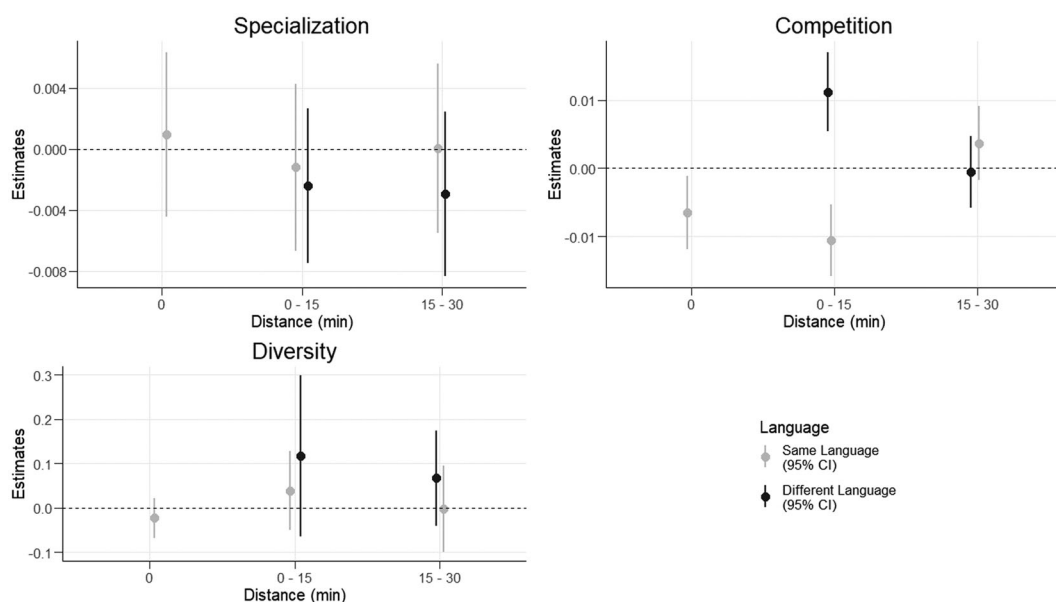 Specialization
Estimates
0.004
0.000
-0.004
-0.008
0
0 - 15
15 - 30
Distance (min)
Competition
Estimates
0.01
0.00
-0.01
0
0 - 15
15 - 30
Distance (min)
Diversity
Estimates
0.3
0.2
0.1
0.0
-0.1
0
0 - 15
15 - 30
Distance (min)
Language
Same Language
(95% CI)
Different Language
(95% CI)